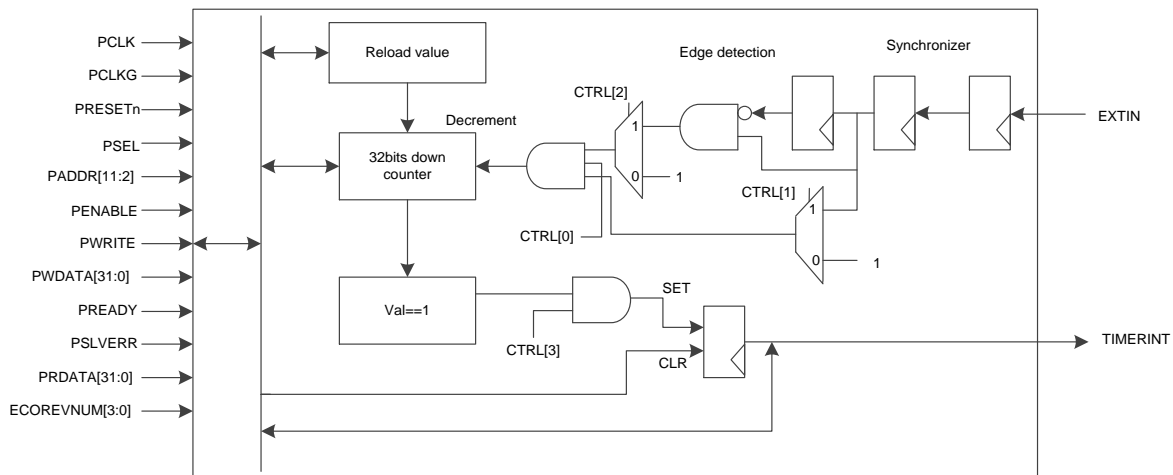 PCLK
PCLKG
PRESETn
PSEL
PADDR[11:2]
PENABLE
PWRITE
PWDATA[31:0]
PREADY
PSLVERR
PRDATA[31:0]
ECOREVNUM[3:0]
Reload value
Edge detection
Synchronizer
CTRL[2]
EXTIN
Decrement
1
32bits down
counter
0
1
CTRL[1]
1
CTRL[0]
0
1
Val==1
SET
CTRL[3]
CLR
TIMERINT